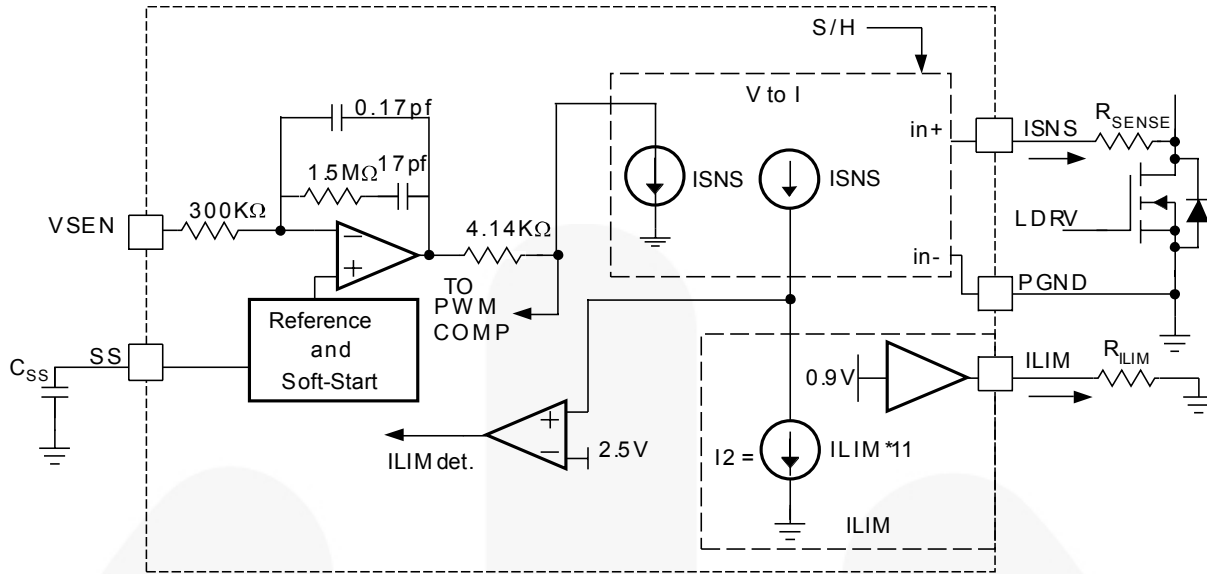 S/H
0.17pf
V to I
1.5MΩ
17pf
in+
ISNS
RSENSE
ISNS
ISNS
VSEN
300KΩ
4.14KΩ
LDRV
in-
TO
PWM
COMP
PGND
Reference
and
Soft-Start
CSS
SS
0.9V
ILIM
RILIM
2.5V
ILIM det.
I2 =
ILIM*11
ILIM